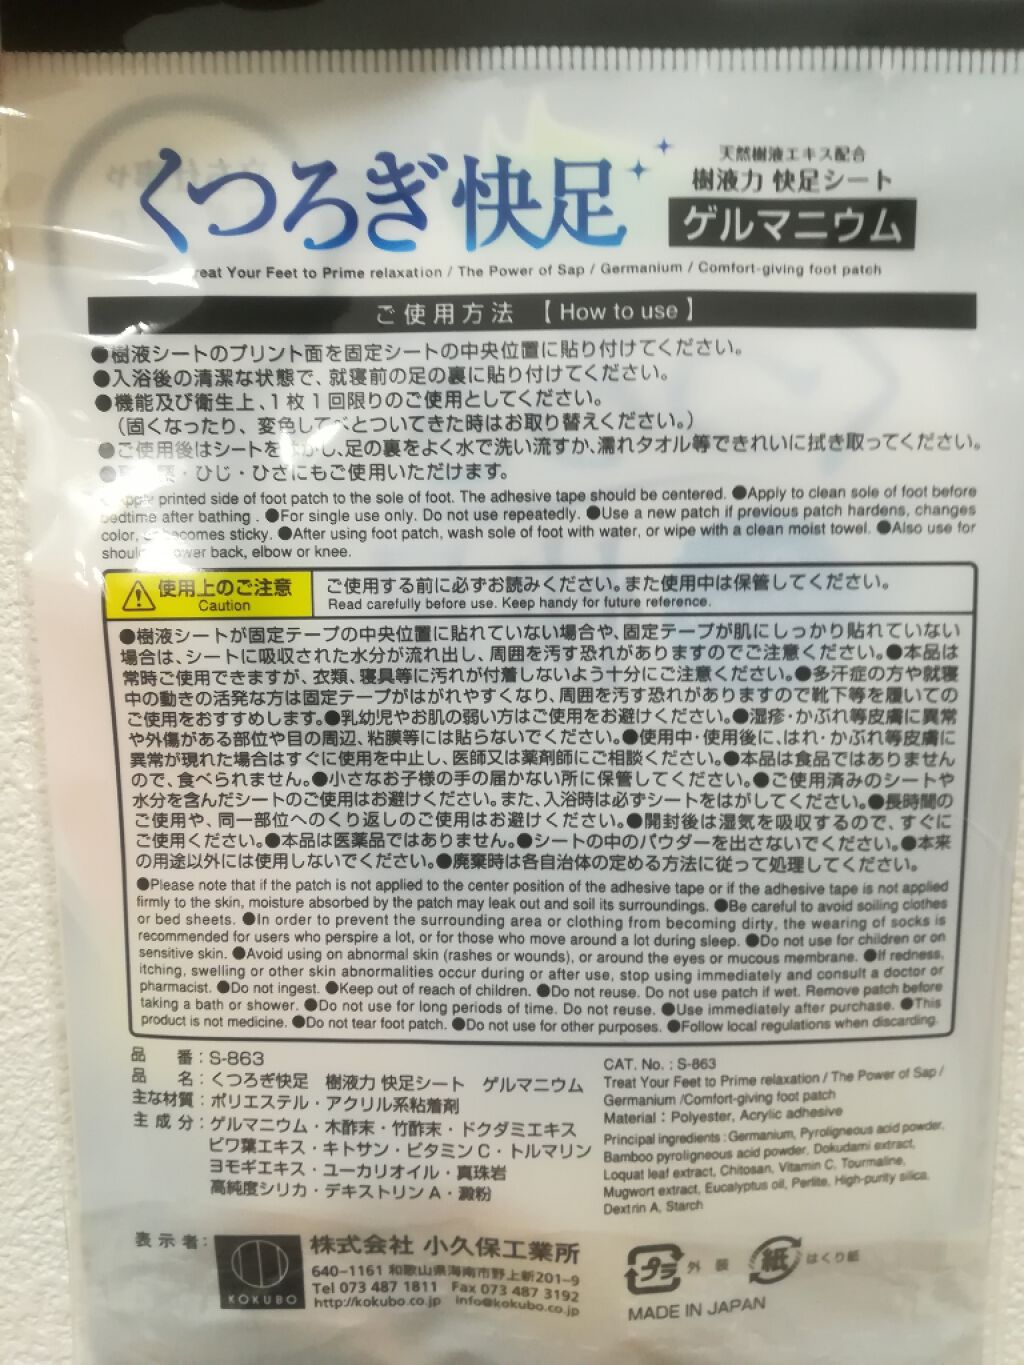 くつろぎ快足
天然樹液エキス配合
樹液力 快足シート
ゲルマニウム
reat Your Feet to Prime relaxation / The Power of Sap / Germanium / Comfort-giving foot patch
ご使用方法 【How to use】
●樹液シートのプリント面を固定シートの中央位置に貼り付けてください。
●入浴後の清潔な状態で、就寝前の足の裏に貼り付けてください。
●機能及び衛生上、1枚1回限りのご使用としてください。
（固くなったり、変色してべとついてきた時はお取り替えください。）
●ご使用後はシートをはがし、足の裏をよく水で洗い流すか、濡れタオル等できれいに拭き取ってください。
・ひじ・ひざにもご使用いただけます。
printed side of foot patch to the sole of foot. The adhesive tape should be centered. ●Apply to clean sole of foot before
bedtime after bathing . ●For single use only. Do not use repeatedly. ●Use a new patch if previous patch hardens, changes
color, becomes sticky. ●After using foot patch, wash sole of foot with water, or wipe with a clean moist towel. ●Also use for
back, elbow or knee.
使用上のご注意
Caution
ご使用する前に必ずお読みください。また使用中は保管してください。
Read carefully before use. Keep handy for future reference.
●樹液シートが固定テープの中央位置に貼れていない場合や、固定テープが肌にしっかり貼れていない
場合は、シートに吸収された水分が流れ出し、周囲を汚す恐れがありますのでご注意ください。●本品は
常時ご使用できますが、衣類、寝具等に汚れが付着しないよう十分にご注意ください。●多汗症の方や就寝
中の動きの活発な方は固定テープがはがれやすくなり、周囲を汚す恐れがありますので靴下等を履いての
ご使用をおすすめします。●乳幼児やお肌の弱い方はご使用をお避けください。●湿疹・かぶれ等皮膚に異常
や外傷がある部位や目の周辺、粘膜等には貼らないでください。●使用中・使用後に、はれ・かぶれ等皮膚に
異常が現れた場合はすぐに使用を中止し、医師又は薬剤師にご相談ください。●本品は食品ではありません
ので、食べられません。●小さなお子様の手の届かない所に保管してください。●ご使用済みのシートや
水分を含んだシートのご使用はお避けください。また、入浴時は必ずシートをはがしてください。●長時間の
ご使用や、同一部位へのくり返しのご使用はお避けください。●開封後は湿気を吸収するので、すぐに
ご使用ください。●本品は医薬品ではありません。●シートの中のパウダーを出さないでください。●本来
の用途以外には使用しないでください。●廃棄時は各自治体の定める方法に従って処理してください。
●Please note that if the patch is not applied to the center position of the adhesive tape or if the adhesive tape is not applied
firmly to the skin, moisture absorbed by the patch may leak out and soil its surroundings. ●Be careful to avoid soiling clothes
or bed sheets. ●In order to prevent the surrounding area or clothing from becoming dirty, the wearing of socks is
recommended for users who perspire a lot, or for those who move around a lot during sleep. ●Do not use for children or on
sensitive skin. ●Avoid using on abnormal skin (rashes or wounds), or around the eyes or mucous membrane. ●If redness,
itching, swelling or other skin abnormalities occur during or after use, stop using immediately and consult a doctor or
pharmacist. ●Do not ingest. ●Keep out of reach of children. ●Do not reuse. Do not use patch if wet. Remove patch before
taking a bath or shower. ●Do not use for long periods of time. Do not reuse. ●Use immediately after purchase. ●This
product is not medicine. ●Do not tear foot patch. ●Do not use for other purposes. ●Follow local regulations when discarding.
品 番：S-863
品 名：くつろぎ快足 樹液力 快足シート ゲルマニウム
主な材質：ポリエステル・アクリル系粘着剤
主成分：ゲルマニウム・木酢末・竹酢末・ドクダミエキス
ビワ葉エキス・キトサン・ビタミンC・トルマリン
ヨモギエキス・ユーカリオイル・真珠岩
高純度シリカ・デキストリンA・澱粉
CAT. No. : S-863
Treat Your Feet to Prime relaxation / The Power of Sap /
Germanium /Comfort-giving foot patch
Material：Polyester, Acrylic adhesive
Principal ingredients : Germanium, Pyroligneous acid powder,
Bamboo pyroligneous acid powder, Dokudami extract,
Loquat leaf extract, Chitosan, Vitamin C, Tourmaline,
Mugwort extract, Eucalyptus oil, Perlite, High-purity silica,
Dextrin A, Starch
表示者：
KOKUBO
株式会社 小久保工業所
640-1161 和歌山県海南市野上新201-9
Tel 073 487 1811 Fax 073 487 3192
http://kokubo.co.jp info@kokubo.co.jp
プラ 外装 紙 はくり紙
MADE IN JAPAN